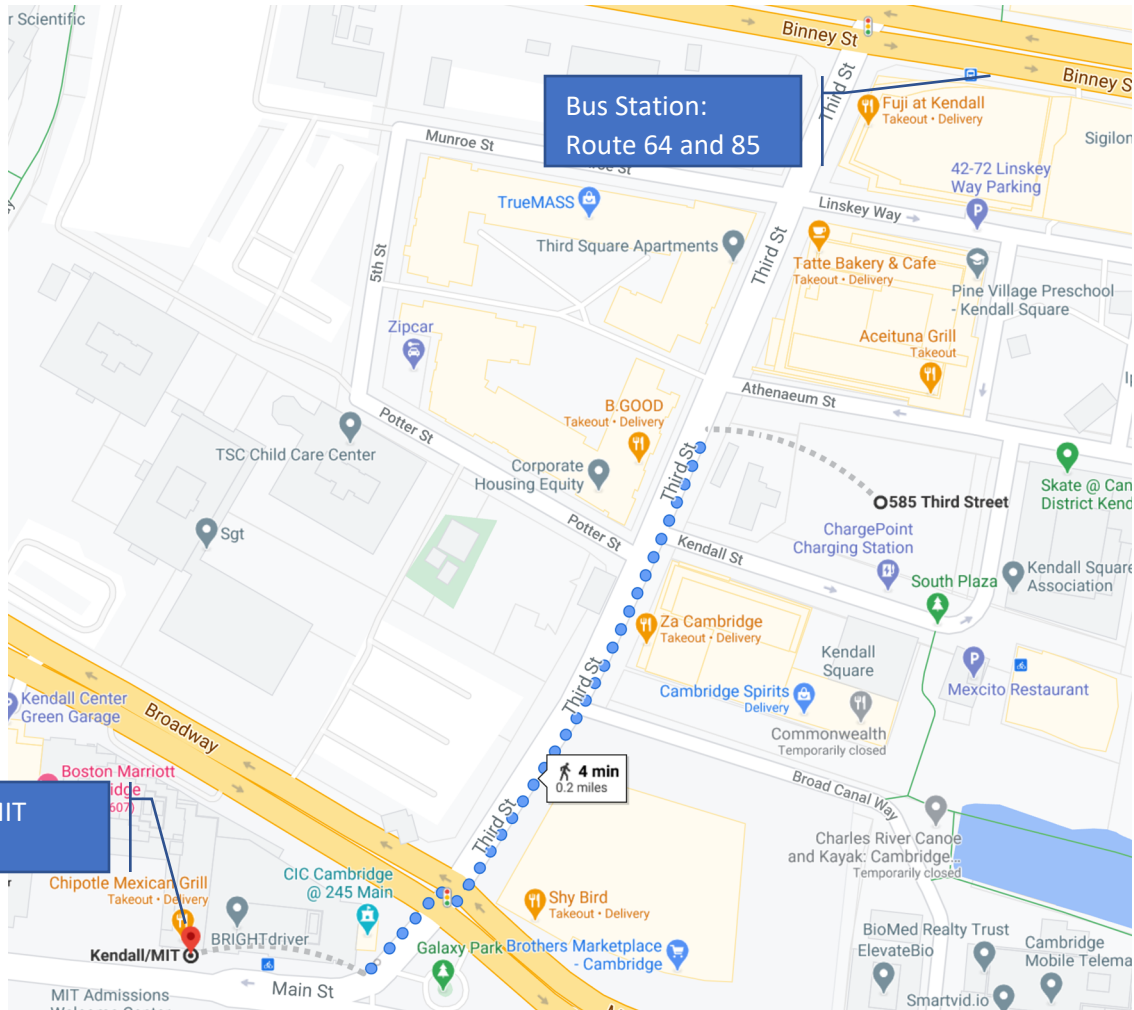 r Scientific
Binney St
Binney S
Third St
Bus Station:
Route 64 and 85
Fuji at Kendall
Takeout • Delivery
Sigilon
Munroe St
42-72 Linskey
Way Parking
TrueMASS
Linskey Way
Third Square Apartments
Third St
Tatte Bakery & Cafe
Takeout • Delivery
5th St
Pine Village Preschool
- Kendall Square
Zipcar
Aceituna Grill
Takeout
Athenaeum St
B.GOOD
Takeout • Delivery
Potter St
TSC Child Care Center
Corporate
Housing Equity
Third St
Skate @ Can
District Kend
585 Third Street
Sgt
Potter St
Kendall St
ChargePoint
Charging Station
South Plaza
Kendall Square
Association
Za Cambridge
Takeout • Delivery
Kendall
Square
Third St
Cambridge Spirits
Delivery
Mexcito Restaurant
Kendall Center
Green Garage
Broadway
Commonwealth
Temporarily closed
4 min
0.2 miles
Boston Marriott
idge
607)
Broad Canal Way
MIT
Third St
Charles River Canoe
and Kayak: Cambridge...
Temporarily closed
Chipotle Mexican Grill
Takeout • Delivery
CIC Cambridge
@ 245 Main
Shy Bird
Takeout • Delivery
BRIGHTdriver
Kendall/MIT
Galaxy Park
Brothers Marketplace
- Cambridge
BioMed Realty Trust
ElevateBio
Cambridge
Mobile Telema
Main St
MIT Admissions
Smartvid.io